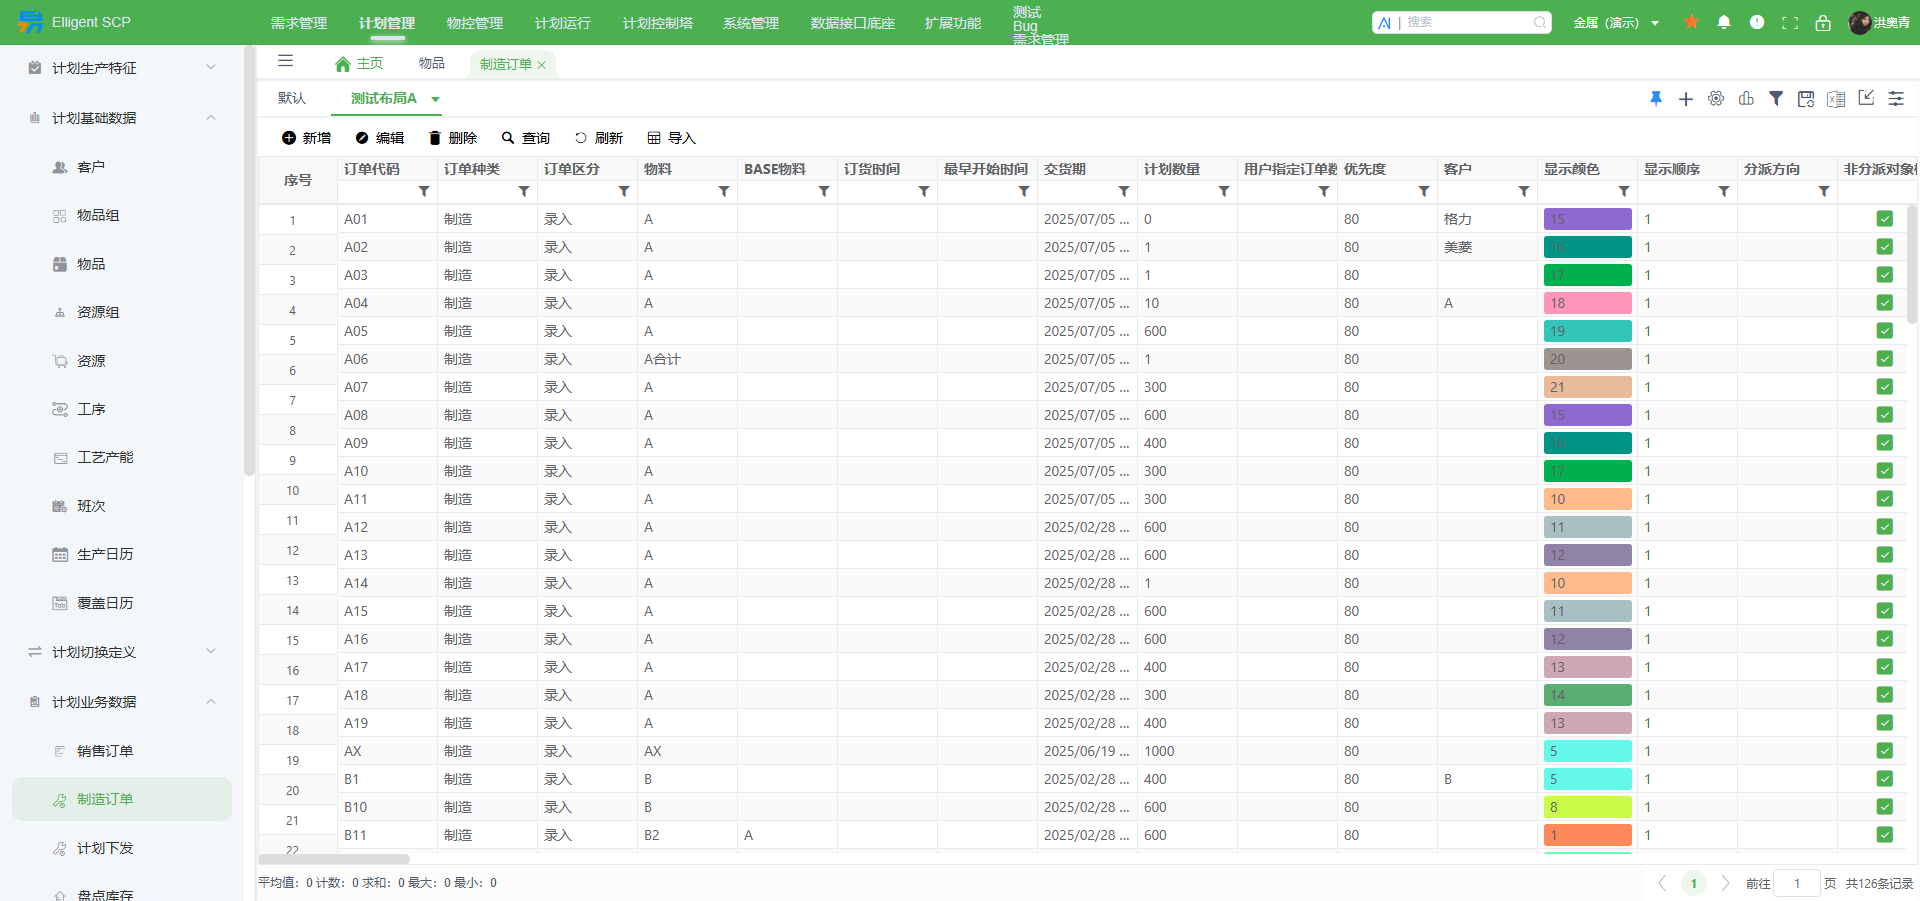 Elligent SCP 需求管理 计划管理 物控管理 计划运行 计划控制塔 系统管理 数据接口底座 扩展功能 测试 Bug 需求管理 搜索 金属（演示） 洪奥青
计划生产特征
计划基础数据
客户
物品组
物品
资源组
资源
工序
工艺产能
班次
生产日历
覆盖日历
计划切换定义
计划业务数据
销售订单
制造订单
计划下发
盘点库存
主页 物品 制造订单
默认 测试布局A
新增 编辑 删除 查询 刷新 导入
序号 订单代码 订单种类 订单区分 物料 BASE物料 订货时间 最早开始时间 交货期 计划数量 用户指定订单数 优先度 客户 显示颜色 显示顺序 分派方向 非分派对象
1 A01 制造 录入 A 2025/07/05 ... 0 80 格力 15 1
2 A02 制造 录入 A 2025/07/05 ... 1 80 美菱 16 1
3 A03 制造 录入 A 2025/07/05 ... 1 80 17 1
4 A04 制造 录入 A 2025/07/05 ... 10 80 A 18 1
5 A05 制造 录入 A 2025/07/05 ... 600 80 19 1
6 A06 制造 录入 A合计 2025/07/05 ... 1 80 20 1
7 A07 制造 录入 A 2025/07/05 ... 300 80 21 1
8 A08 制造 录入 A 2025/07/05 ... 600 80 15 1
9 A09 制造 录入 A 2025/07/05 ... 400 80 16 1
10 A10 制造 录入 A 2025/07/05 ... 300 80 17 1
11 A11 制造 录入 A 2025/07/05 ... 300 80 10 1
12 A12 制造 录入 A 2025/02/28 ... 600 80 11 1
13 A13 制造 录入 A 2025/02/28 ... 600 80 12 1
14 A14 制造 录入 A 2025/02/28 ... 1 80 10 1
15 A15 制造 录入 A 2025/02/28 ... 600 80 11 1
16 A16 制造 录入 A 2025/02/28 ... 600 80 12 1
17 A17 制造 录入 A 2025/02/28 ... 400 80 13 1
18 A18 制造 录入 A 2025/02/28 ... 300 80 14 1
19 A19 制造 录入 A 2025/02/28 ... 400 80 13 1
20 AX 制造 录入 AX 2025/06/19 ... 1000 80 5 1
21 B1 制造 录入 B 2025/02/28 ... 400 80 B 5 1
22 B10 制造 录入 B 2025/02/28 ... 600 80 8 1
B11 制造 录入 B2 A 2025/02/28 ... 600 80 1 1
平均值：0 计数：0 求和：0 最大：0 最小：0
1 前往 1 页 共126条记录